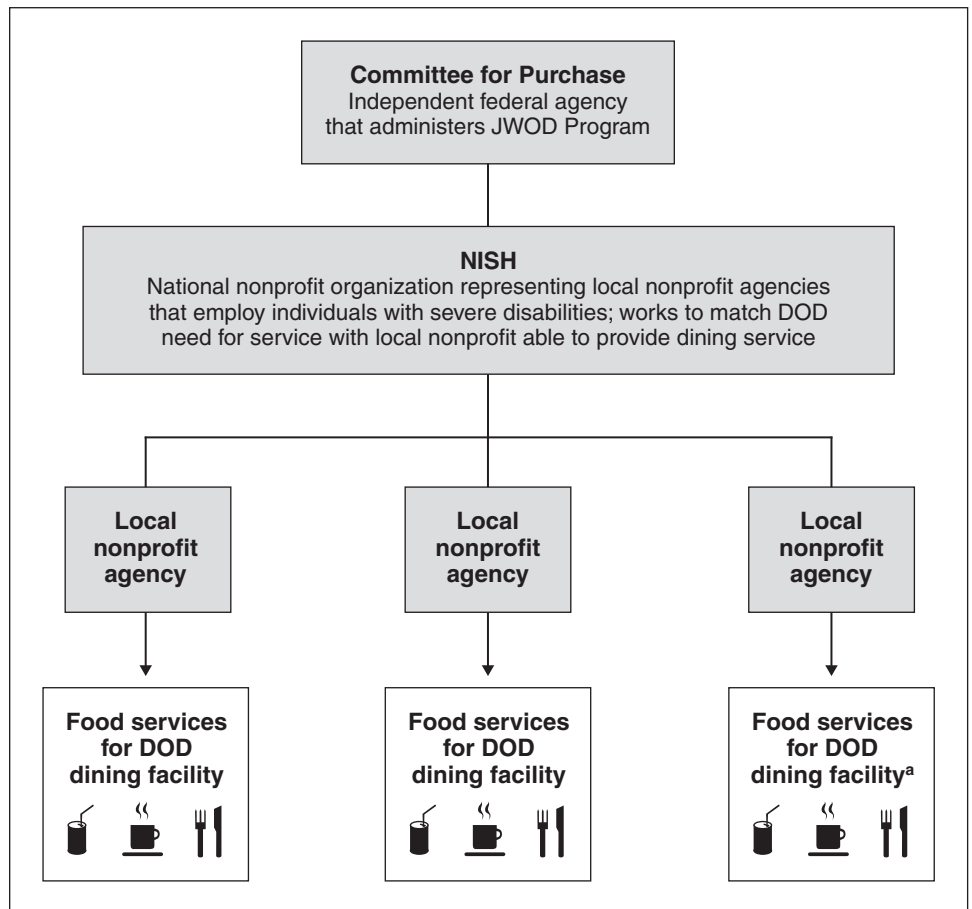 Committee for Purchase
Independent federal agency
that administers JWOD Program
NISH
National nonprofit organization representing local nonprofit agencies
that employ individuals with severe disabilities; works to match DOD
need for service with local nonprofit able to provide dining service
Local
nonprofit
agency
Local
nonprofit
agency
Local
nonprofit
agency
Food services
for DOD
dining facility
Food services
for DOD
dining facility
Food services
for DOD
dining facilityᵃ